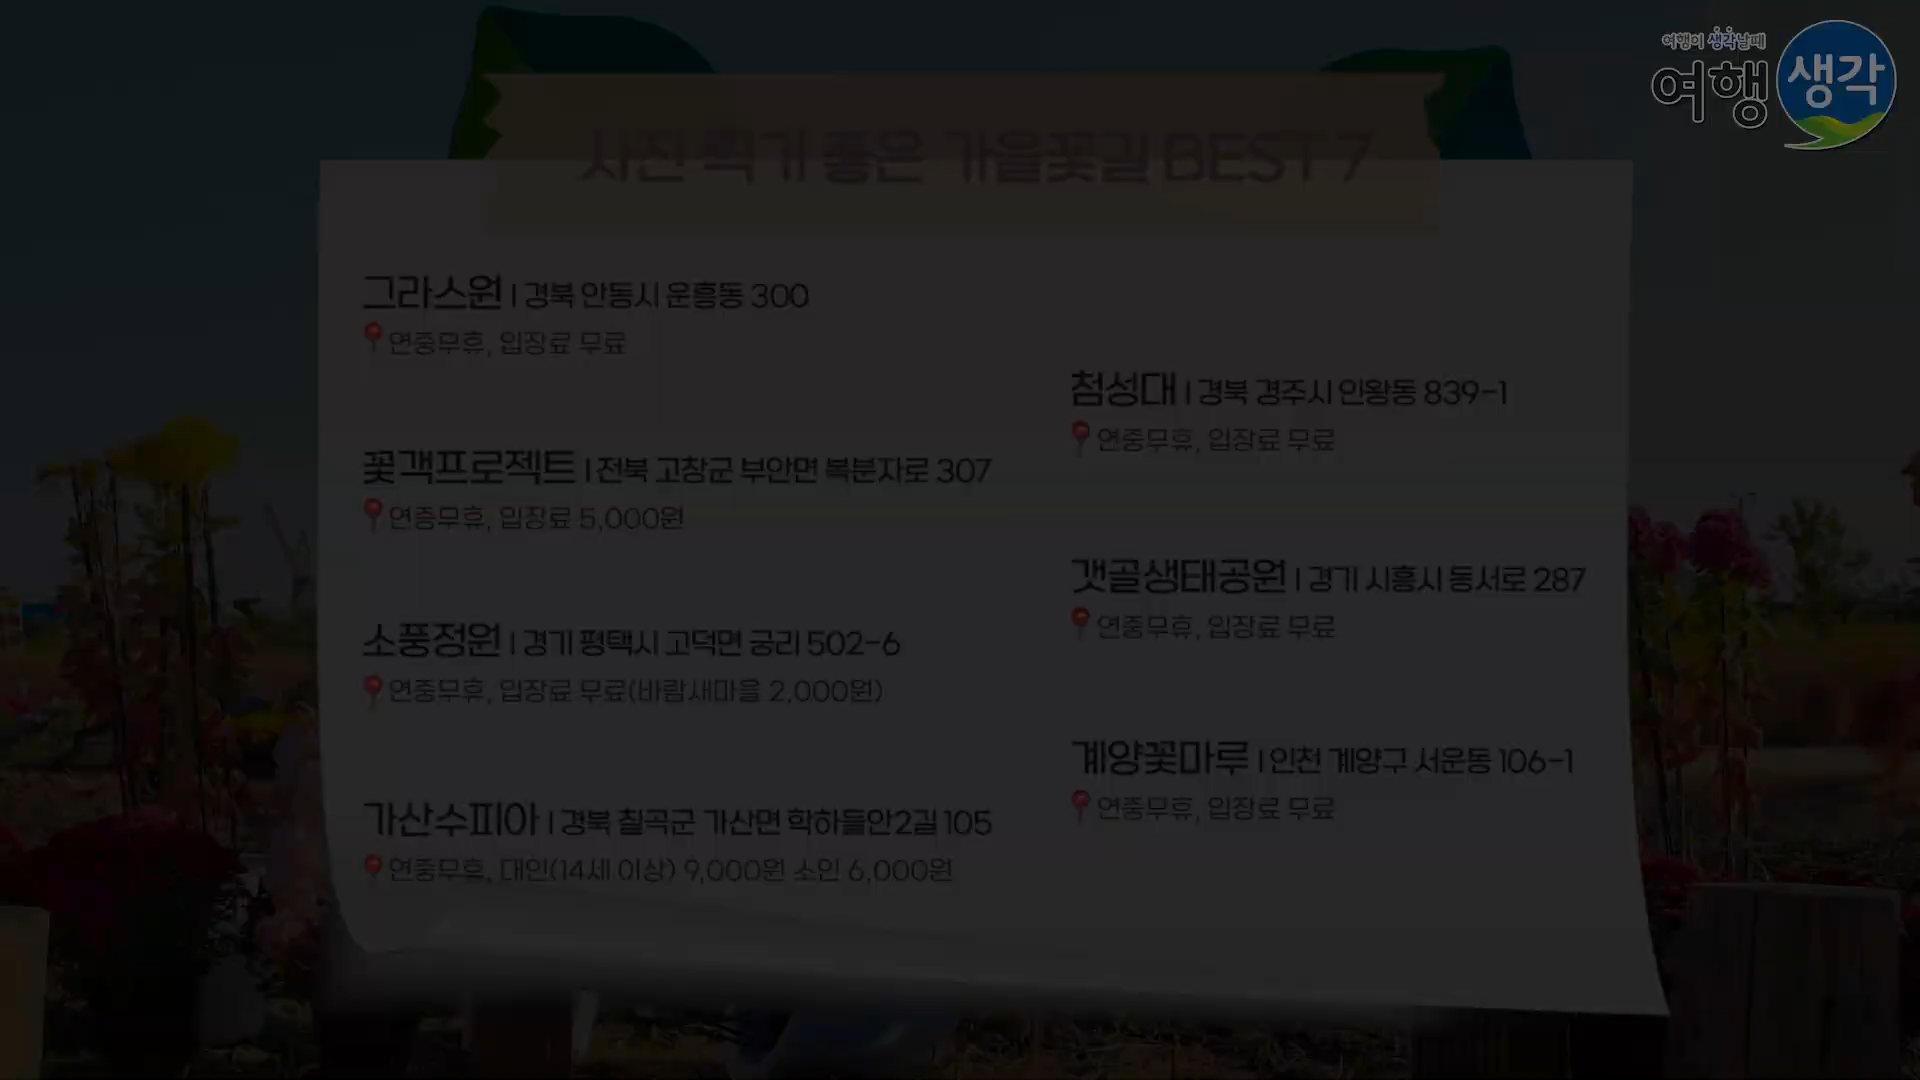 여행이 생각날때
여행생각
사진 찍기 좋은 가을꽃길 BEST 7
그라스원 | 경북 안동시 운흥동 300
📍연중무휴, 입장료 무료
꽃객프로젝트 | 전북 고창군 부안면 복분자로 307
📍연중무휴, 입장료 5,000원
소풍정원 | 경기 평택시 고덕면 궁리 502-6
📍연중무휴, 입장료 무료(바람새마을 2,000원)
가산수피아 | 경북 칠곡군 가산면 학하들안2길 105
📍연중무휴, 대인(14세 이상) 9,000원 소인 6,000원
첨성대 | 경북 경주시 인왕동 839-1
📍연중무휴, 입장료 무료
갯골생태공원 | 경기 시흥시 동서로 287
📍연중무휴, 입장료 무료
계양꽃마루 | 인천 계양구 서운동 106-1
📍연중무휴, 입장료 무료